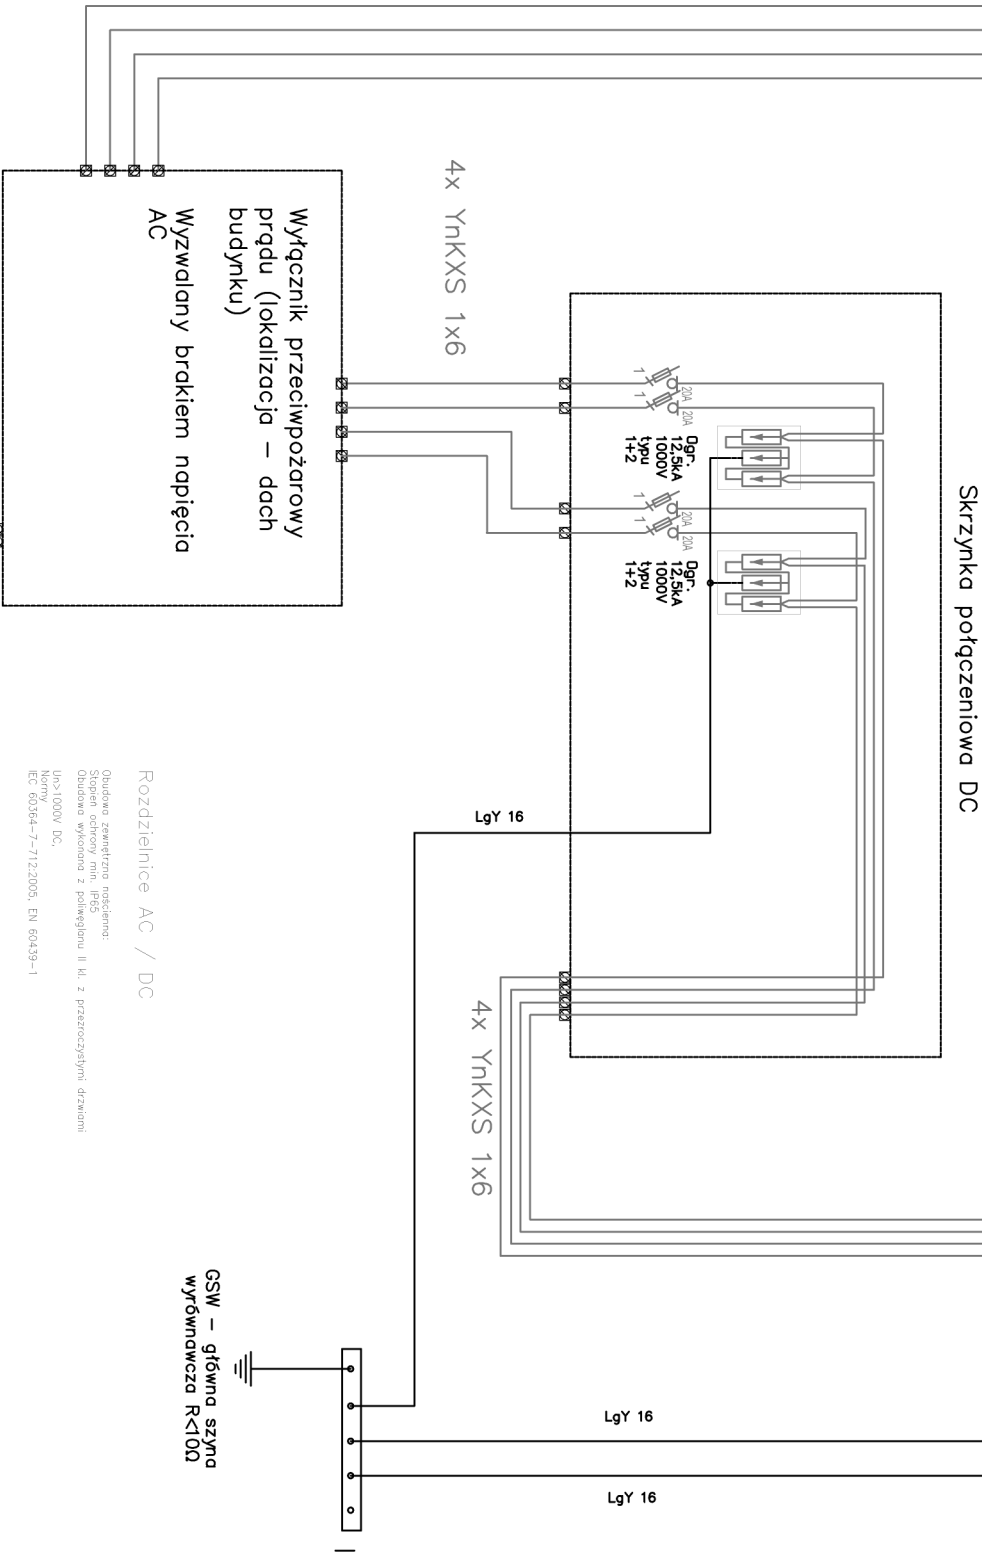 Skrzynka połączeniowa DC
4x YnKXS 1x6
Wyłącznik przeciwpożarowy
prądu (lokalizacja – dach
budynku)
Wyzwalany brakiem napięcia
AC
1
20A
1
20A
Ogr.
12,5kA
1000V
typu
1+2
1
20A
1
20A
Ogr.
12,5kA
1000V
typu
1+2
LgY 16
4x YnKXS 1x6
Rozdzielnice AC / DC
Obudowa zewnętrzna naścienna:
Stopień ochrony min. IP65
Obudowa wykonana z poliwęglanu II kl. z przezroczystymi drzwiami
Un>1000V DC,
Normy
IEC 60364-7-712:2005, EN 60439-1
GSW – główna szyna
wyrównawcza R<10Ω
LgY 16
LgY 16